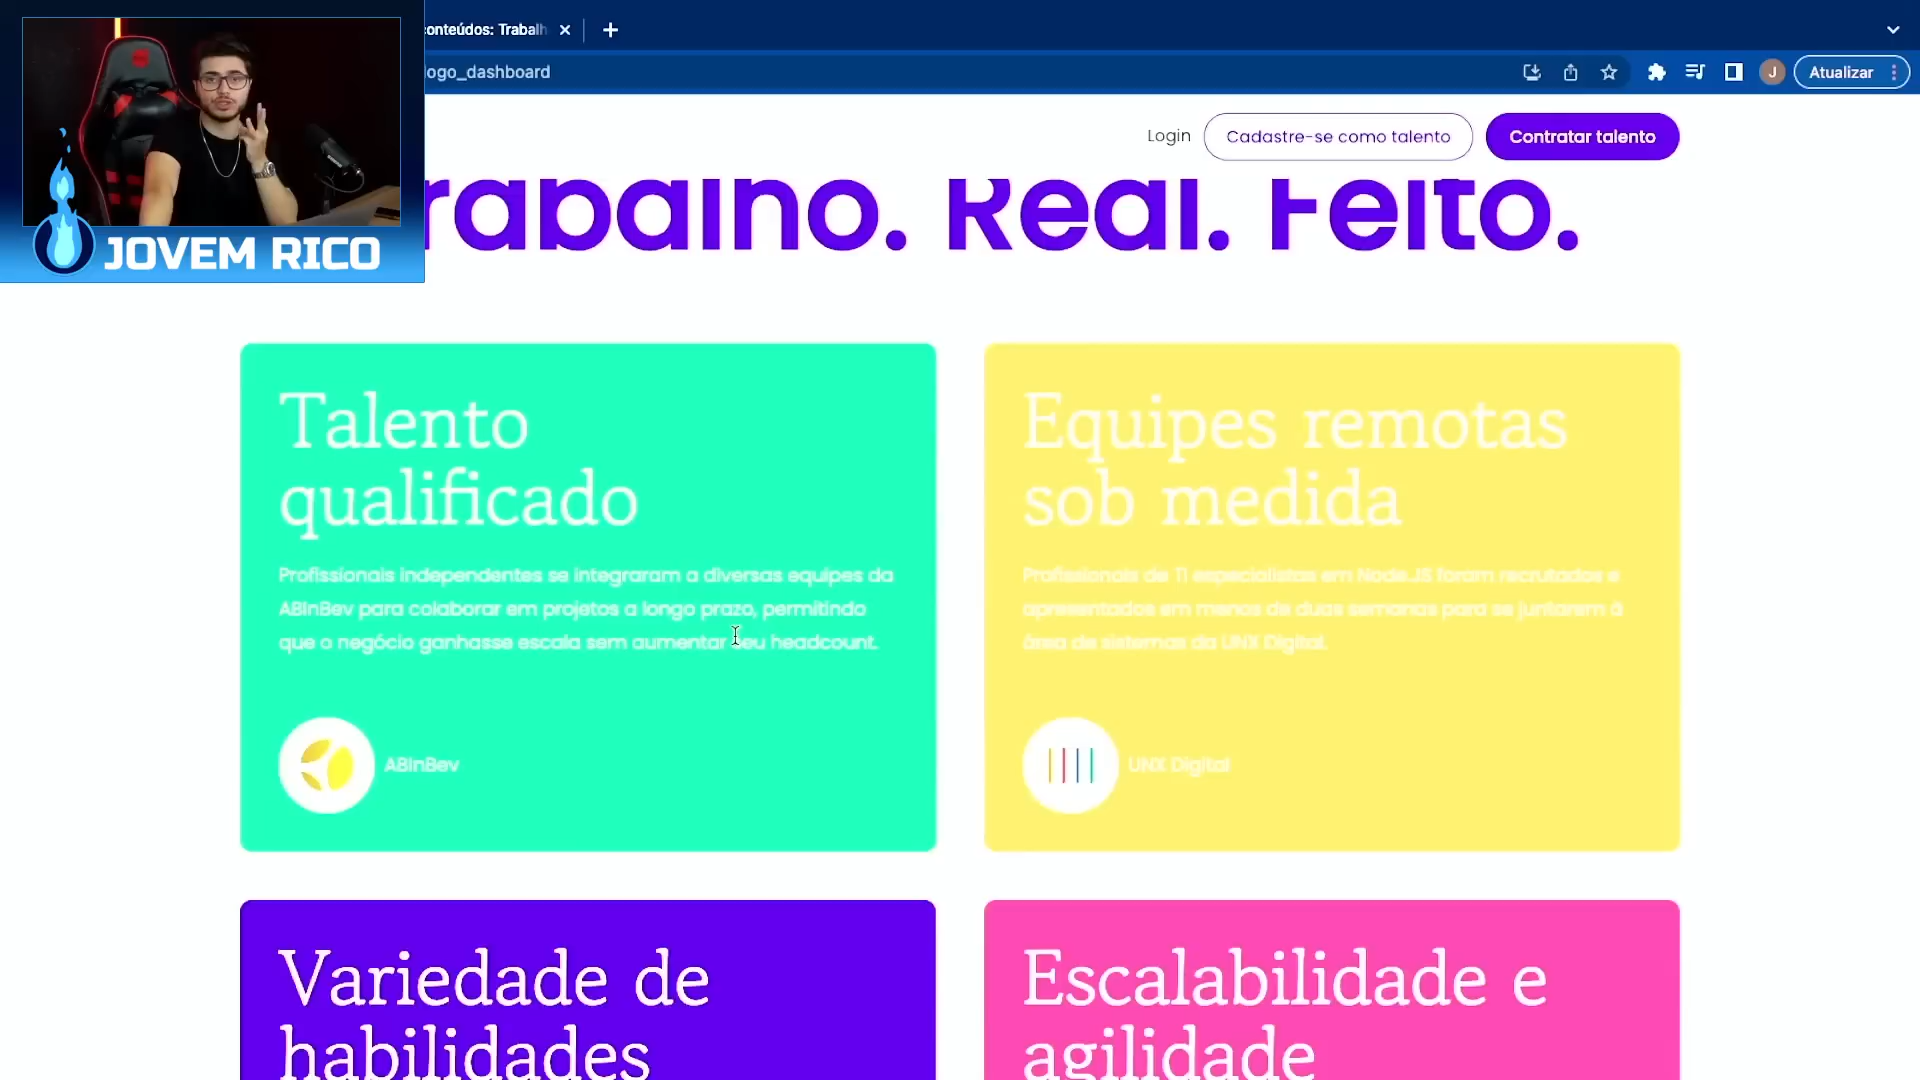 conteúdos: Trabalh
logo_dashboard
Atualizar
J
Login
Cadastre-se como talento
Contratar talento
JOVEM RICO
rabalho. Real. Feito.
Talento
qualificado
Profissionais independentes se integraram a diversas equipes da
ABInBev para colaborar em projetos a longo prazo, permitindo
que o negócio ganhasse escala sem aumentar seu headcount.
ABInBev
Equipes remotas
sob medida
Profissionais de TI especialistas em Node.JS foram recrutados e
apresentados em menos de duas semanas para se juntarem à
área de sistemas da UNX Digital.
UNX Digital
Variedade de
habilidades
Escalabilidade e
agilidade